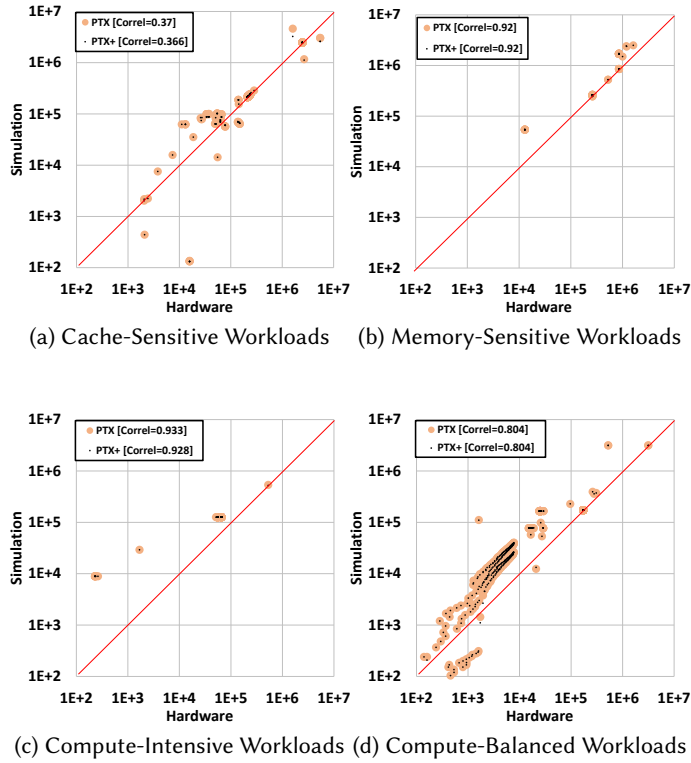 PTX [Correl=0.37]
PTX+ [Correl=0.366]
Simulation
1E+7
1E+6
1E+5
1E+4
1E+3
1E+2
1E+2 1E+3 1E+4 1E+5 1E+6 1E+7
Hardware
(a) Cache-Sensitive Workloads
PTX [Correl=0.92]
PTX+ [Correl=0.92]
Simulation
1E+7
1E+6
1E+5
1E+4
1E+3
1E+2
1E+2 1E+3 1E+4 1E+5 1E+6 1E+7
Hardware
(b) Memory-Sensitive Workloads
PTX [Correl=0.933]
PTX+ [Correl=0.928]
Simulation
1E+7
1E+6
1E+5
1E+4
1E+3
1E+2
1E+2 1E+3 1E+4 1E+5 1E+6 1E+7
Hardware
(c) Compute-Intensive Workloads
PTX [Correl=0.804]
PTX+ [Correl=0.804]
Simulation
1E+7
1E+6
1E+5
1E+4
1E+3
1E+2
1E+2 1E+3 1E+4 1E+5 1E+6 1E+7
Hardware
(d) Compute-Balanced Workloads